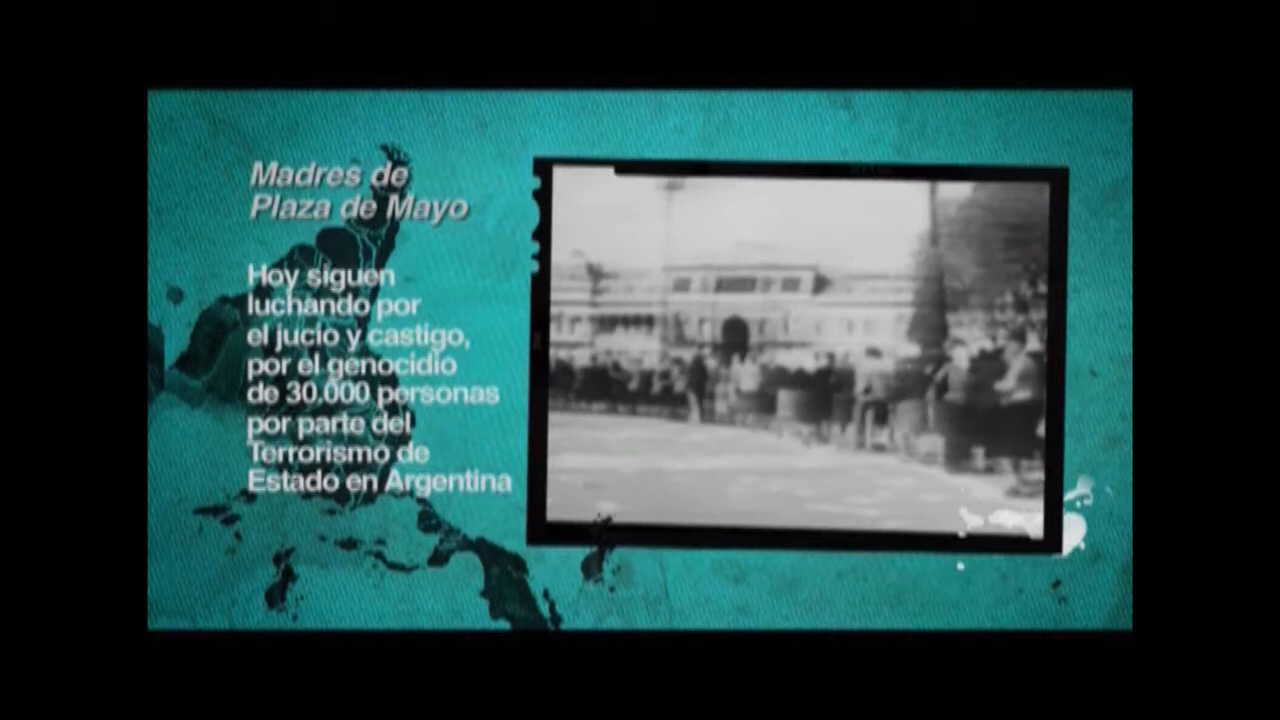 Madres de
Plaza de Mayo
Hoy siguen
luchando por
el jucio y castigo,
por el genocidio
de 30.000 personas
por parte del
Terrorismo de
Estado en Argentina